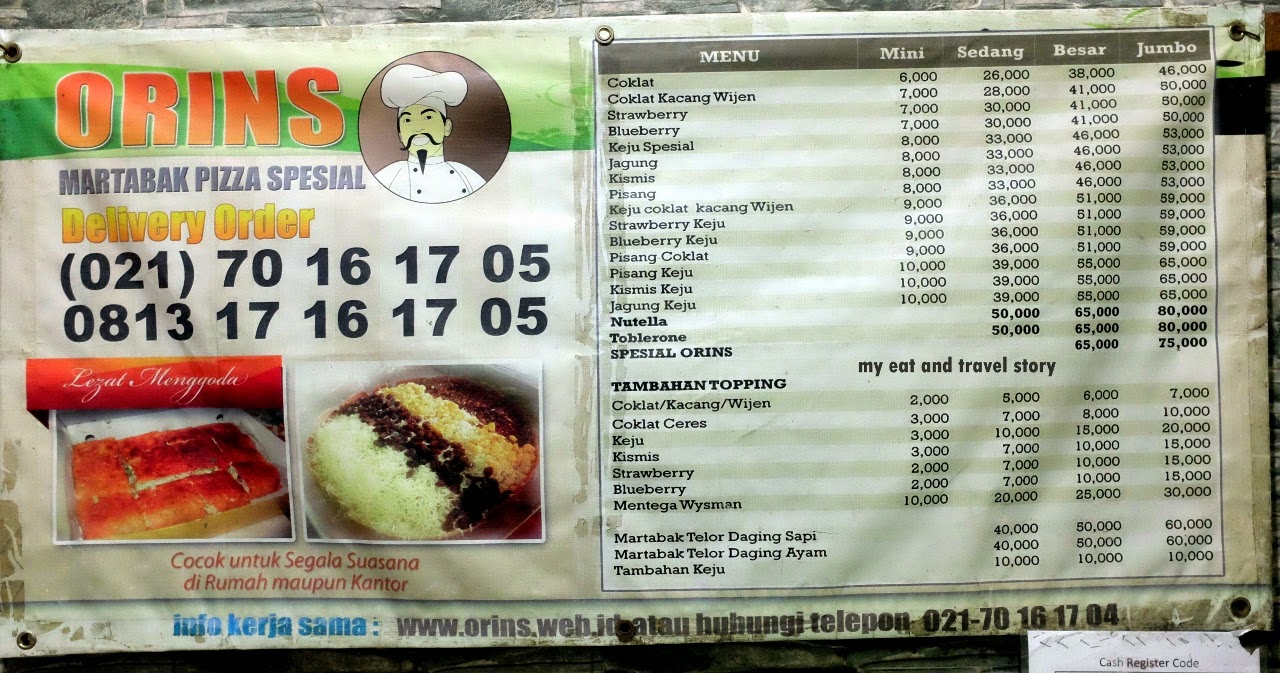 ORINS
MARTABAK PIZZA SPESIAL
Delivery Order
(021) 70 16 17 05
0813 17 16 17 05
Lezat Menggoda
Cocok untuk Segala Suasana
di Rumah maupun Kantor
MENU Mini Sedang Besar Jumbo
Coklat 6,000 26,000 38,000 46,000
Coklat Kacang Wijen 7,000 28,000 41,000 50,000
Strawberry 7,000 30,000 41,000 50,000
Blueberry 7,000 30,000 41,000 50,000
Keju Spesial 8,000 33,000 46,000 53,000
Jagung 8,000 33,000 46,000 53,000
Kismis 8,000 33,000 46,000 53,000
Pisang 8,000 33,000 46,000 53,000
Keju coklat kacang Wijen 9,000 36,000 51,000 59,000
Strawberry Keju 9,000 36,000 51,000 59,000
Blueberry Keju 9,000 36,000 51,000 59,000
Pisang Coklat 9,000 36,000 51,000 59,000
Pisang Keju 10,000 39,000 55,000 65,000
Kismis Keju 10,000 39,000 55,000 65,000
Jagung Keju 10,000 39,000 55,000 65,000
Nutella 50,000 65,000 80,000
Toblerone 50,000 65,000 80,000
SPESIAL ORINS 65,000 75,000
my eat and travel story
TAMBAHAN TOPPING
Coklat/Kacang/Wijen 2,000 5,000 6,000 7,000
Coklat Ceres 3,000 7,000 8,000 10,000
Keju 3,000 10,000 15,000 20,000
Kismis 3,000 7,000 10,000 15,000
Strawberry 2,000 7,000 10,000 15,000
Blueberry 2,000 7,000 10,000 15,000
Mentega Wysman 10,000 20,000 25,000 30,000
Martabak Telor Daging Sapi 40,000 50,000 60,000
Martabak Telor Daging Ayam 40,000 50,000 60,000
Tambahan Keju 10,000 10,000 10,000
info kerja sama : www.orins.web.id atau hubungi telepon 021-70 16 17 04
Cash Register Code